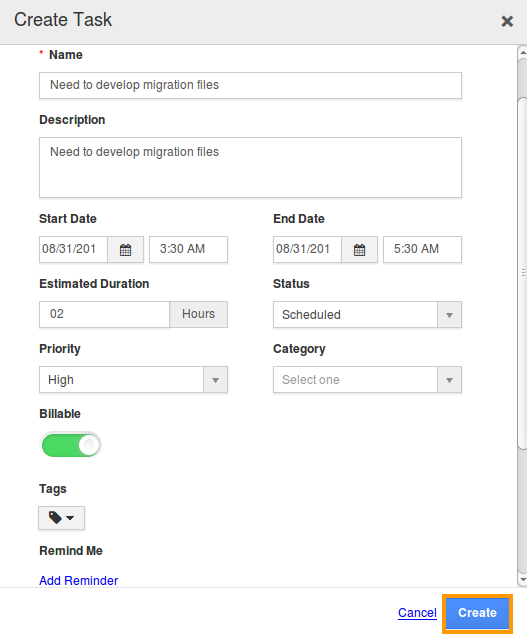 Create Task
* Name
Need to develop migration files
Description
Need to develop migration files
Start Date End Date
08/31/201 3:30 AM 08/31/201 5:30 AM
Estimated Duration Status
02 Hours Scheduled
Priority Category
High Select one
Billable
Tags
Remind Me
Add Reminder
Cancel Create